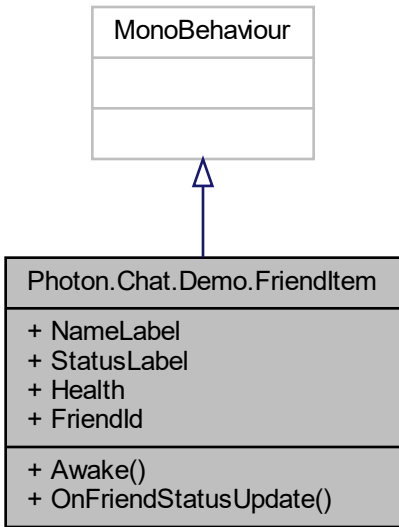 MonoBehaviour
Photon.Chat.Demo.FriendItem
+ NameLabel
+ StatusLabel
+ Health
+ FriendId
+ Awake()
+ OnFriendStatusUpdate()